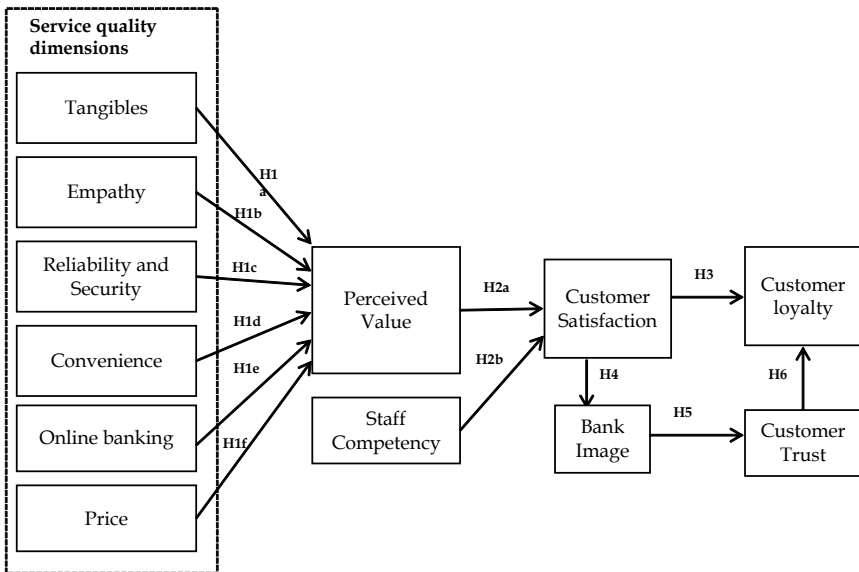 Service quality
dimensions
Tangibles
H1
a
Empathy
H1b
Reliability and
Security
H1c
Convenience
H1d
Online banking
H1e
Price
H1f
Perceived
Value
Staff
Competency
H2a
H2b
Customer
Satisfaction
H3
Customer
loyalty
H4
Bank
Image
H5
Customer
Trust
H6